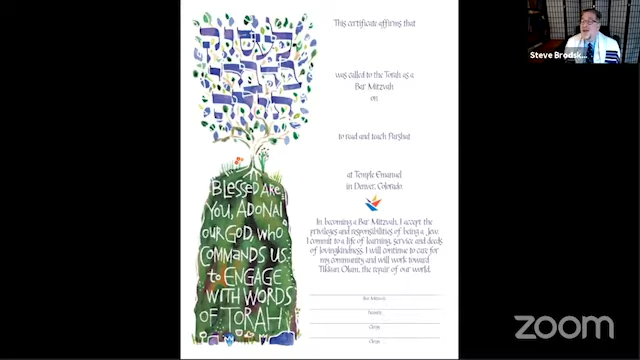 This certificate affirms that
was called to the Torah as a
Bar Mitzvah
on
to read and teach Parshat
at Temple Emanuel
in Denver, Colorado
In becoming a Bar Mitzvah, I accept the
privileges and responsibilities of being a Jew.
I commit to a life of learning, service and deeds
of lovingkindness. I will continue to care for
my community and will work toward
Tikkun Olam, the repair of our world.
Bar Mitzvah
Clergy
Clergy
BLESSED ARE
YOU, ADONAI
OUR GOD, WHO
COMMANDS US
to ENGAGE
WITH WORDS
OF TORAH
Steve Brodsk...
zoom